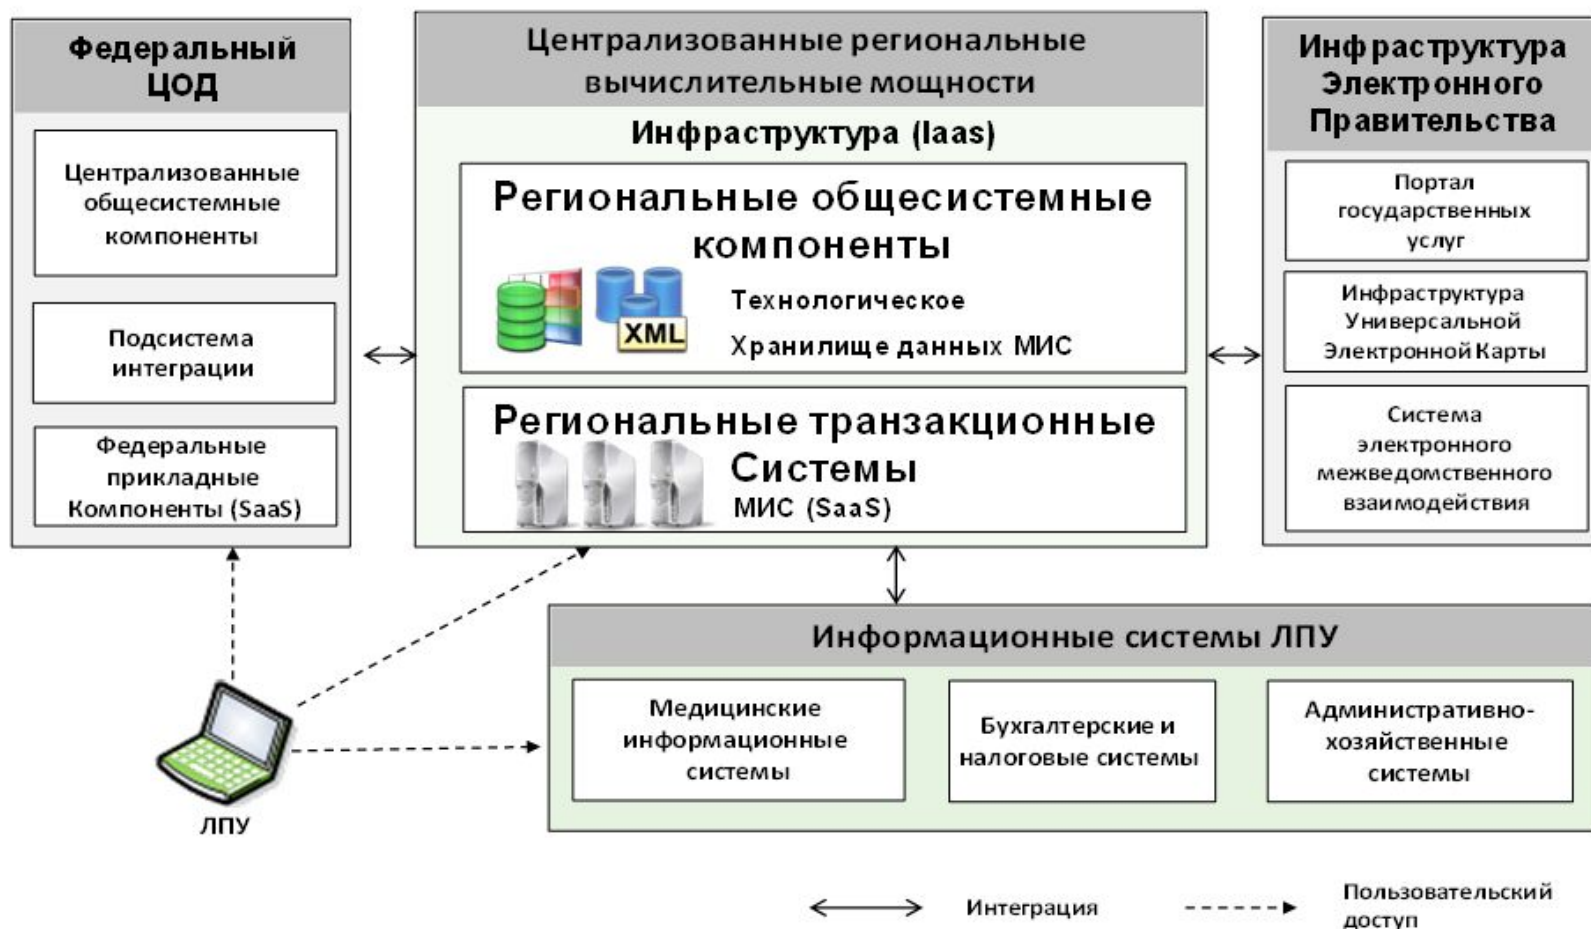 Федеральный
ЦОД
Централизованные
общесистемные
компоненты
Подсистема
интеграции
Федеральные
прикладные
Компоненты (SaaS)
Централизованные региональные
вычислительные мощности
Инфраструктура (Iaas)
Региональные общесистемные
компоненты
XML
Технологическое
Хранилище данных МИС
Региональные транзакционные
Системы
МИС (SaaS)
Инфраструктура
Электронного
Правительства
Портал
государственных
услуг
Инфраструктура
Универсальной
Электронной Карты
Система
электронного
межведомственного
взаимодействия
ЛПУ
Информационные системы ЛПУ
Медицинские
информационные
системы
Бухгалтерские и
налоговые системы
Административно-
хозяйственные
системы
Интеграция
Пользовательский
доступ